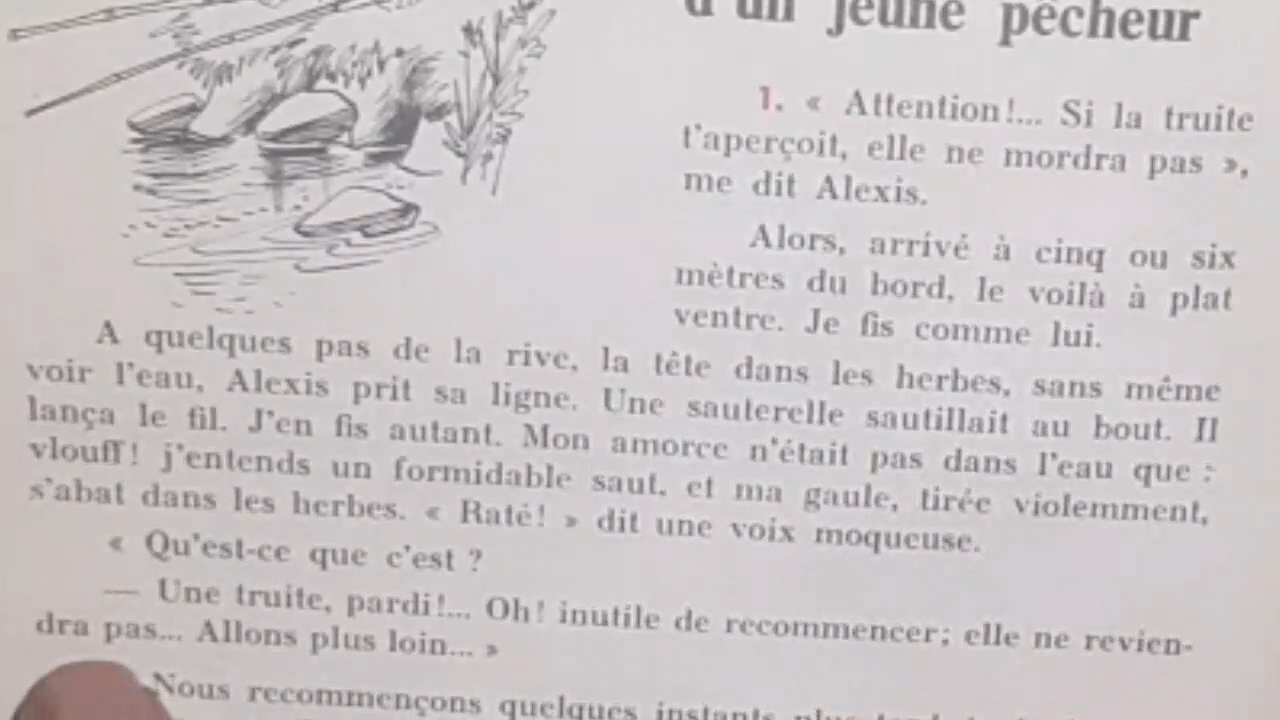 d'un jeune pêcheur
1. « Attention!... Si la truite
t'aperçoit, elle ne mordra pas »,
me dit Alexis.
Alors, arrivé à cinq ou six
mètres du bord, le voilà à plat
ventre. Je fis comme lui.
A quelques pas de la rive, la tête dans les herbes, sans même
voir l'eau, Alexis prit sa ligne. Une sauterelle sautillait au bout. Il
lança le fil. J'en fis autant. Mon amorce n'était pas dans l'eau que :
vlouff! j'entends un formidable saut, et ma gaule, tirée violemment,
s'abat dans les herbes. « Raté! » dit une voix moqueuse.
« Qu'est-ce que c'est ?
— Une truite, pardi!... Oh! inutile de recommencer; elle ne revien-
dra pas... Allons plus loin... »
Nous recommençons quelques instants plus